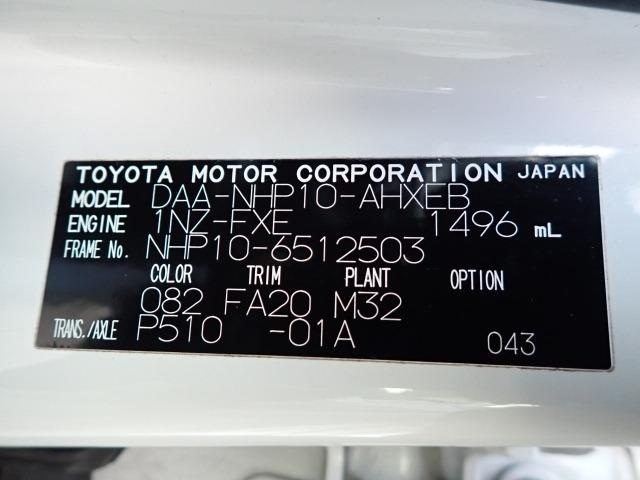 TOYOTA MOTOR CORPORATION JAPAN
MODEL DAA-NHP10-AHXEB
ENGINE 1NZ-FXE 1496 mL
FRAME No. NHP10-6512503
COLOR TRIM PLANT OPTION
082 FA20 M32
TRANS./AXLE P510 -01A 043